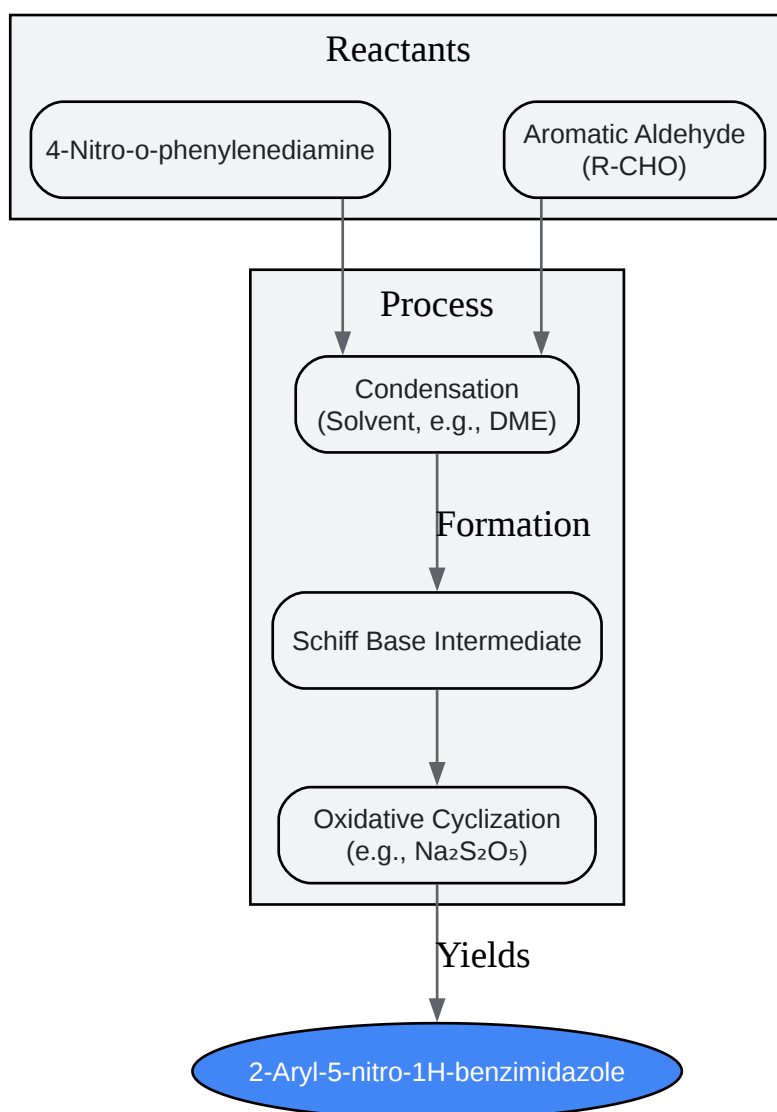 Reactants
4-Nitro-o-phenylenediamine
Aromatic Aldehyde
(R-CHO)
Process
Condensation
(Solvent, e.g., DME)
Formation
Schiff Base Intermediate
Oxidative Cyclization
(e.g., Na₂S₂O₅)
Yields
2-Aryl-5-nitro-1H-benzimidazole